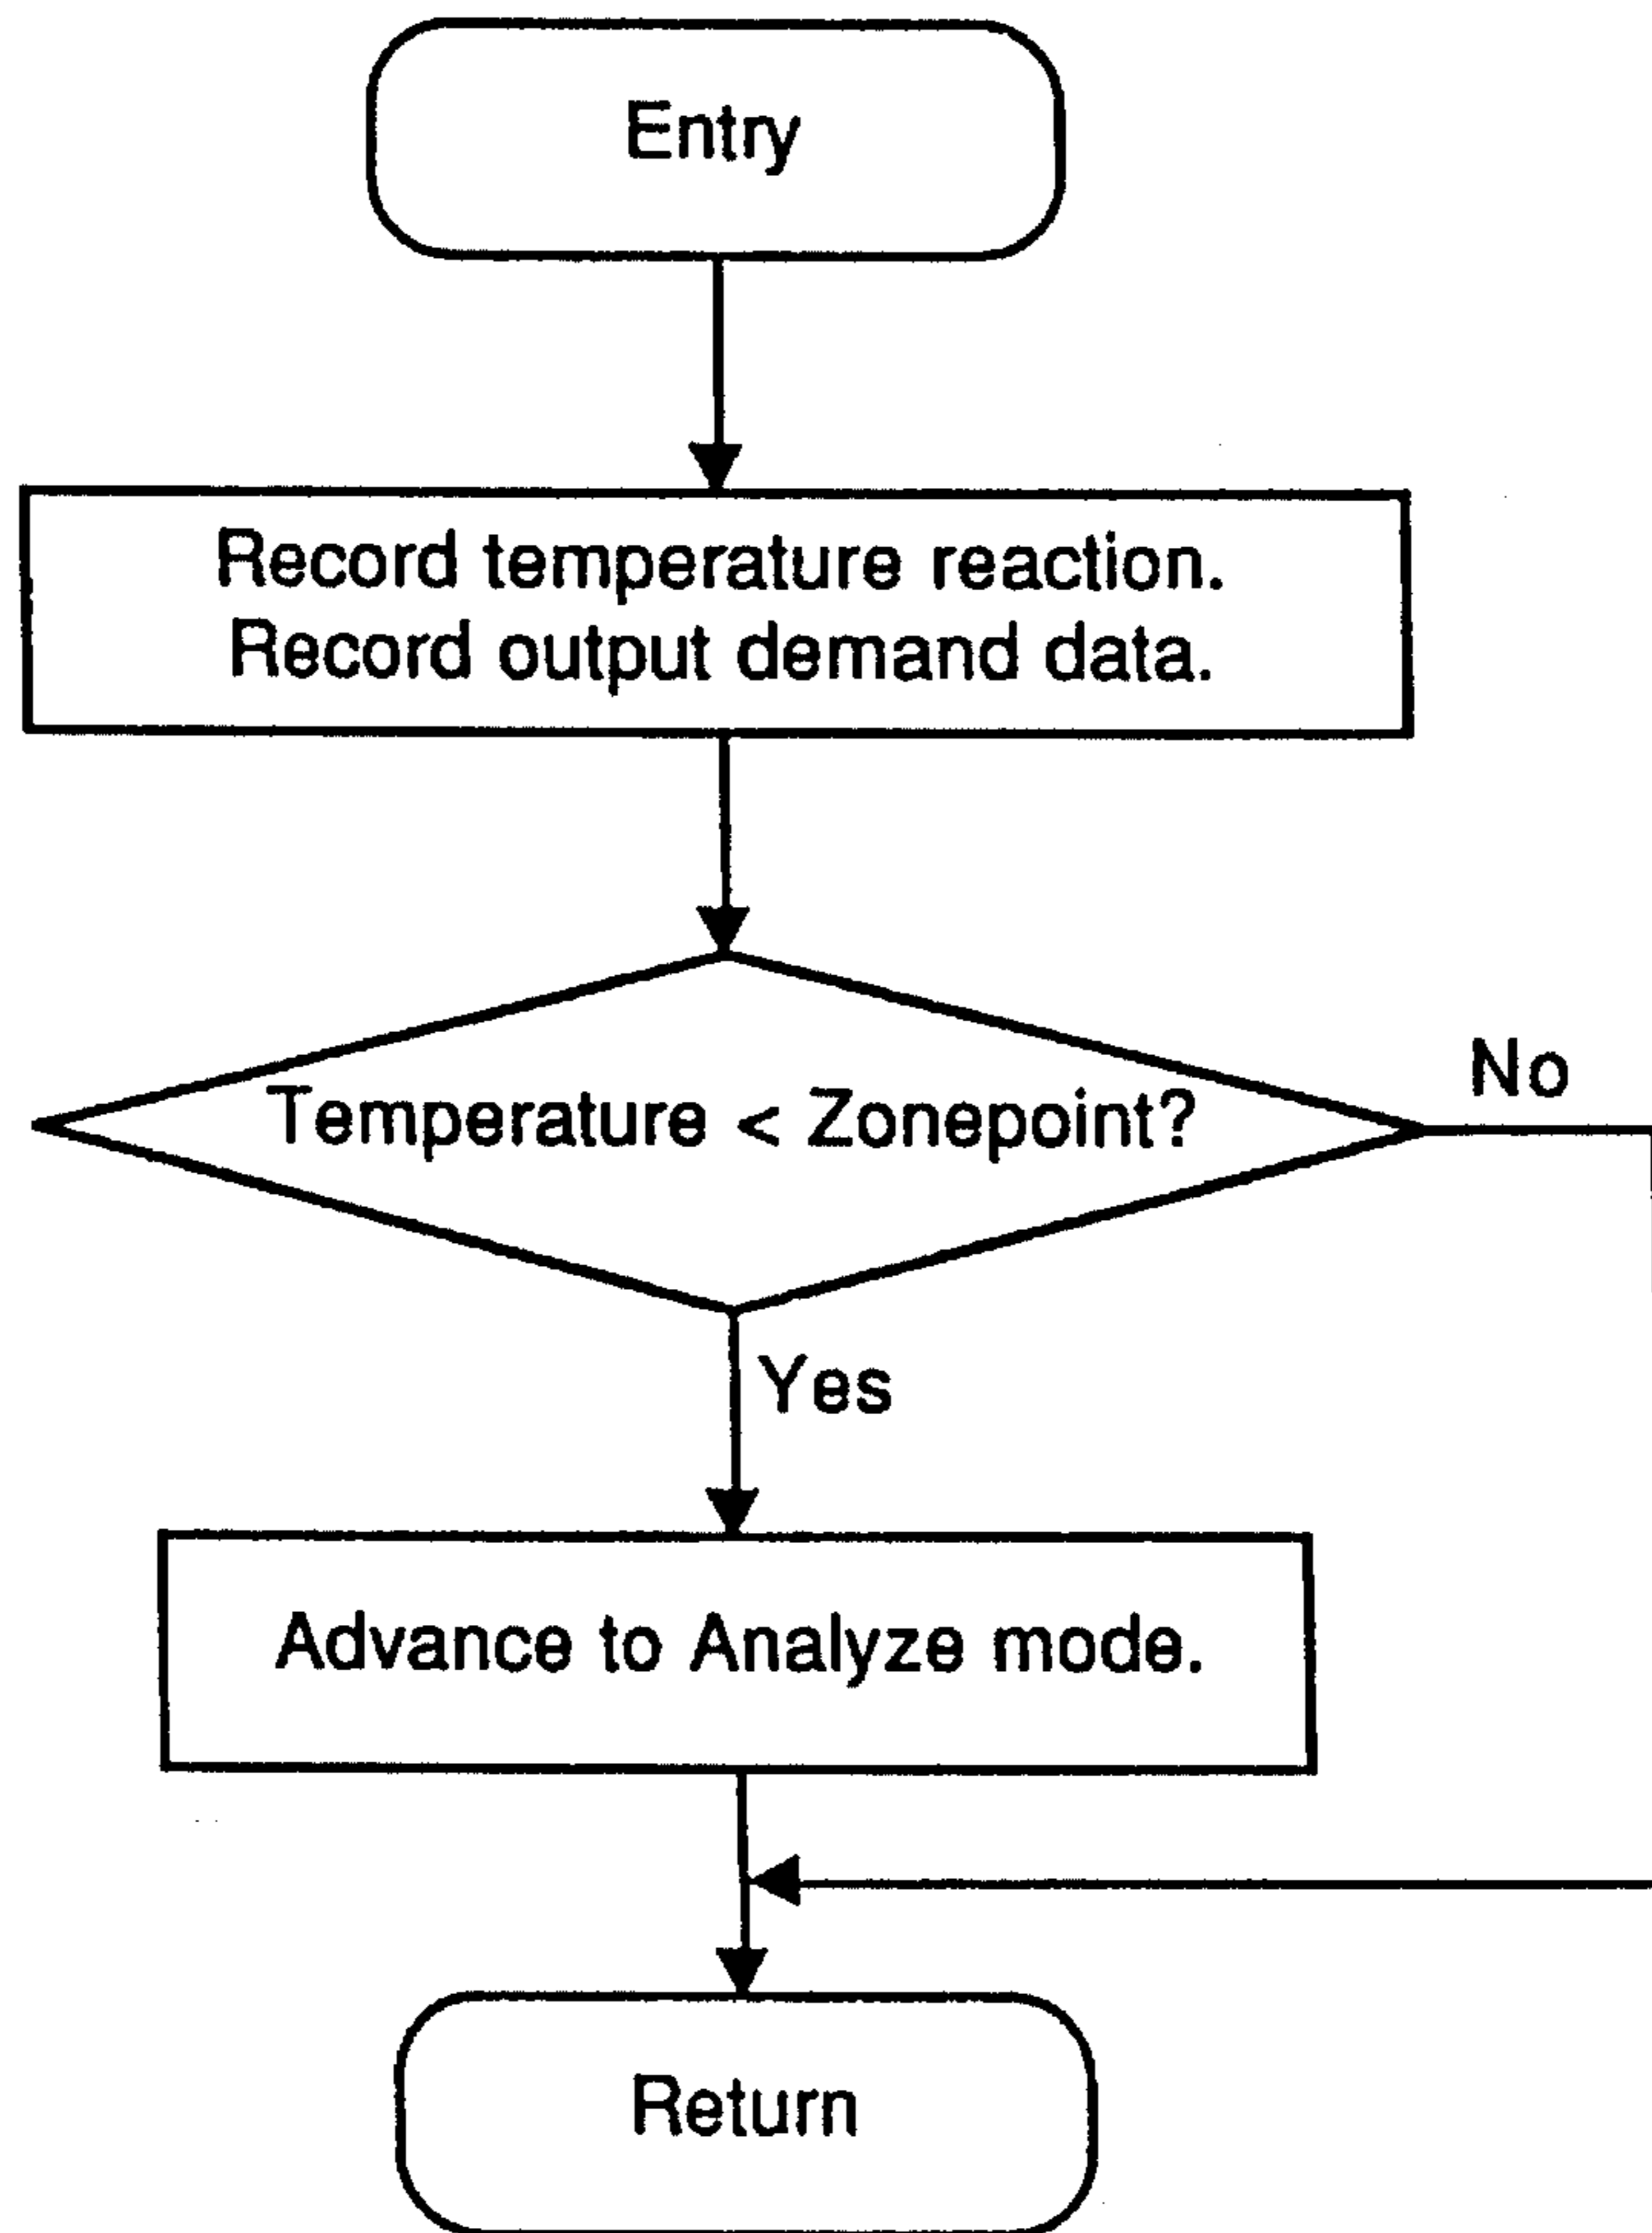 Entry
Record temperature reaction.
Record output demand data.
Temperature < Zonepoint?
No
Yes
Advance to Analyze mode.
Return